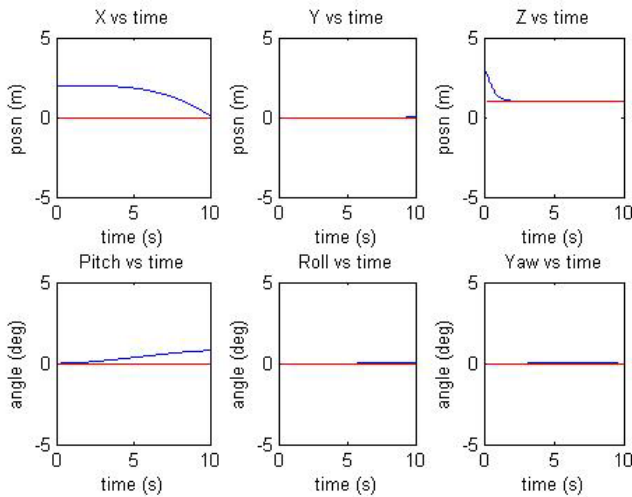 X vs time
Y vs time
Z vs time
5
0
-5
posn (m)
0
5
10
time (s)
5
0
-5
posn (m)
0
5
10
time (s)
5
0
-5
posn (m)
0
5
10
time (s)
Pitch vs time
Roll vs time
Yaw vs time
5
0
-5
angle (deg)
0
5
10
time (s)
5
0
-5
angle (deg)
0
5
10
time (s)
5
0
-5
angle (deg)
0
5
10
time (s)